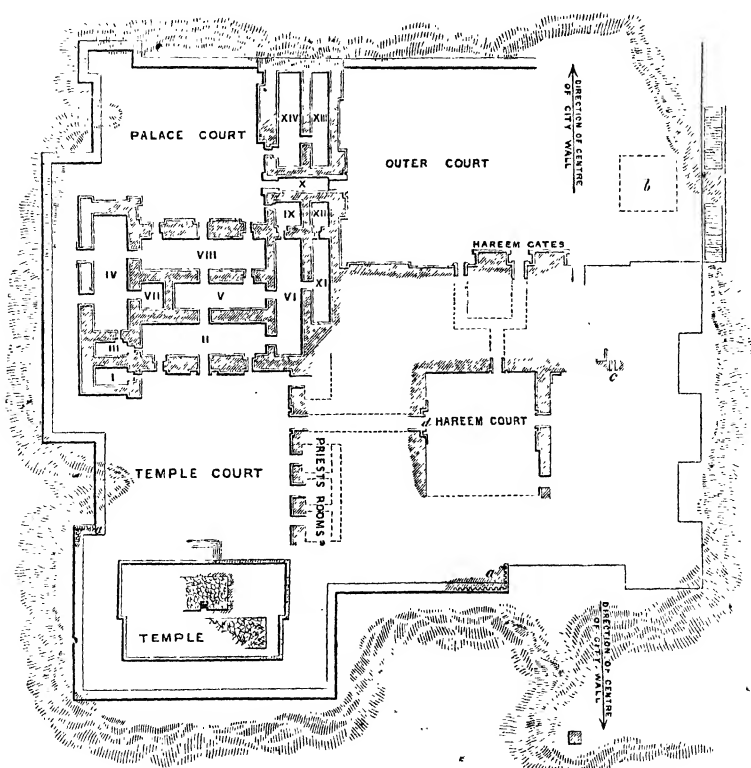 PALACE COURT
XIV
XIII
DIRECTION OF CENTRE
OF CITY WALL
OUTER COURT
X
b
IX
XII
HAREEM GATES
VIII
IV
VII
V
VI
XI
II
III
I
c
d
HAREEM COURT
TEMPLE COURT
PRIESTS ROOMS
a
TEMPLE
DIRECTION OF CENTRE
OF CITY WALL
E